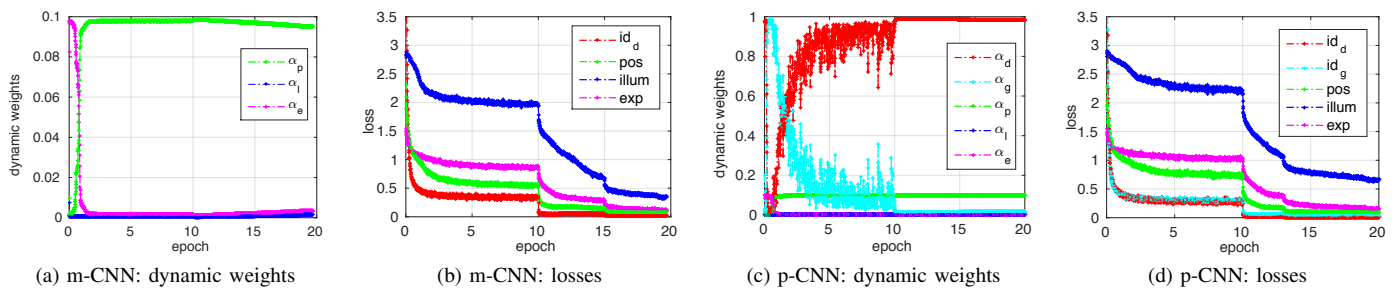 0.1
0.08
0.06
0.04
0.02
0
0 5 10 15 20
dynamic weights
epoch
α_p
α_l
α_e
(a) m-CNN: dynamic weights
3.5
3
2.5
2
1.5
1
0.5
0
0 5 10 15 20
loss
epoch
id_d
pos
illum
exp
(b) m-CNN: losses
1
0.8
0.6
0.4
0.2
0
0 5 10 15 20
dynamic weights
epoch
α_d
α_g
α_p
α_l
α_e
(c) p-CNN: dynamic weights
3.5
3
2.5
2
1.5
1
0.5
0
0 5 10 15 20
loss
epoch
id_d
id_g
pos
illum
exp
(d) p-CNN: losses